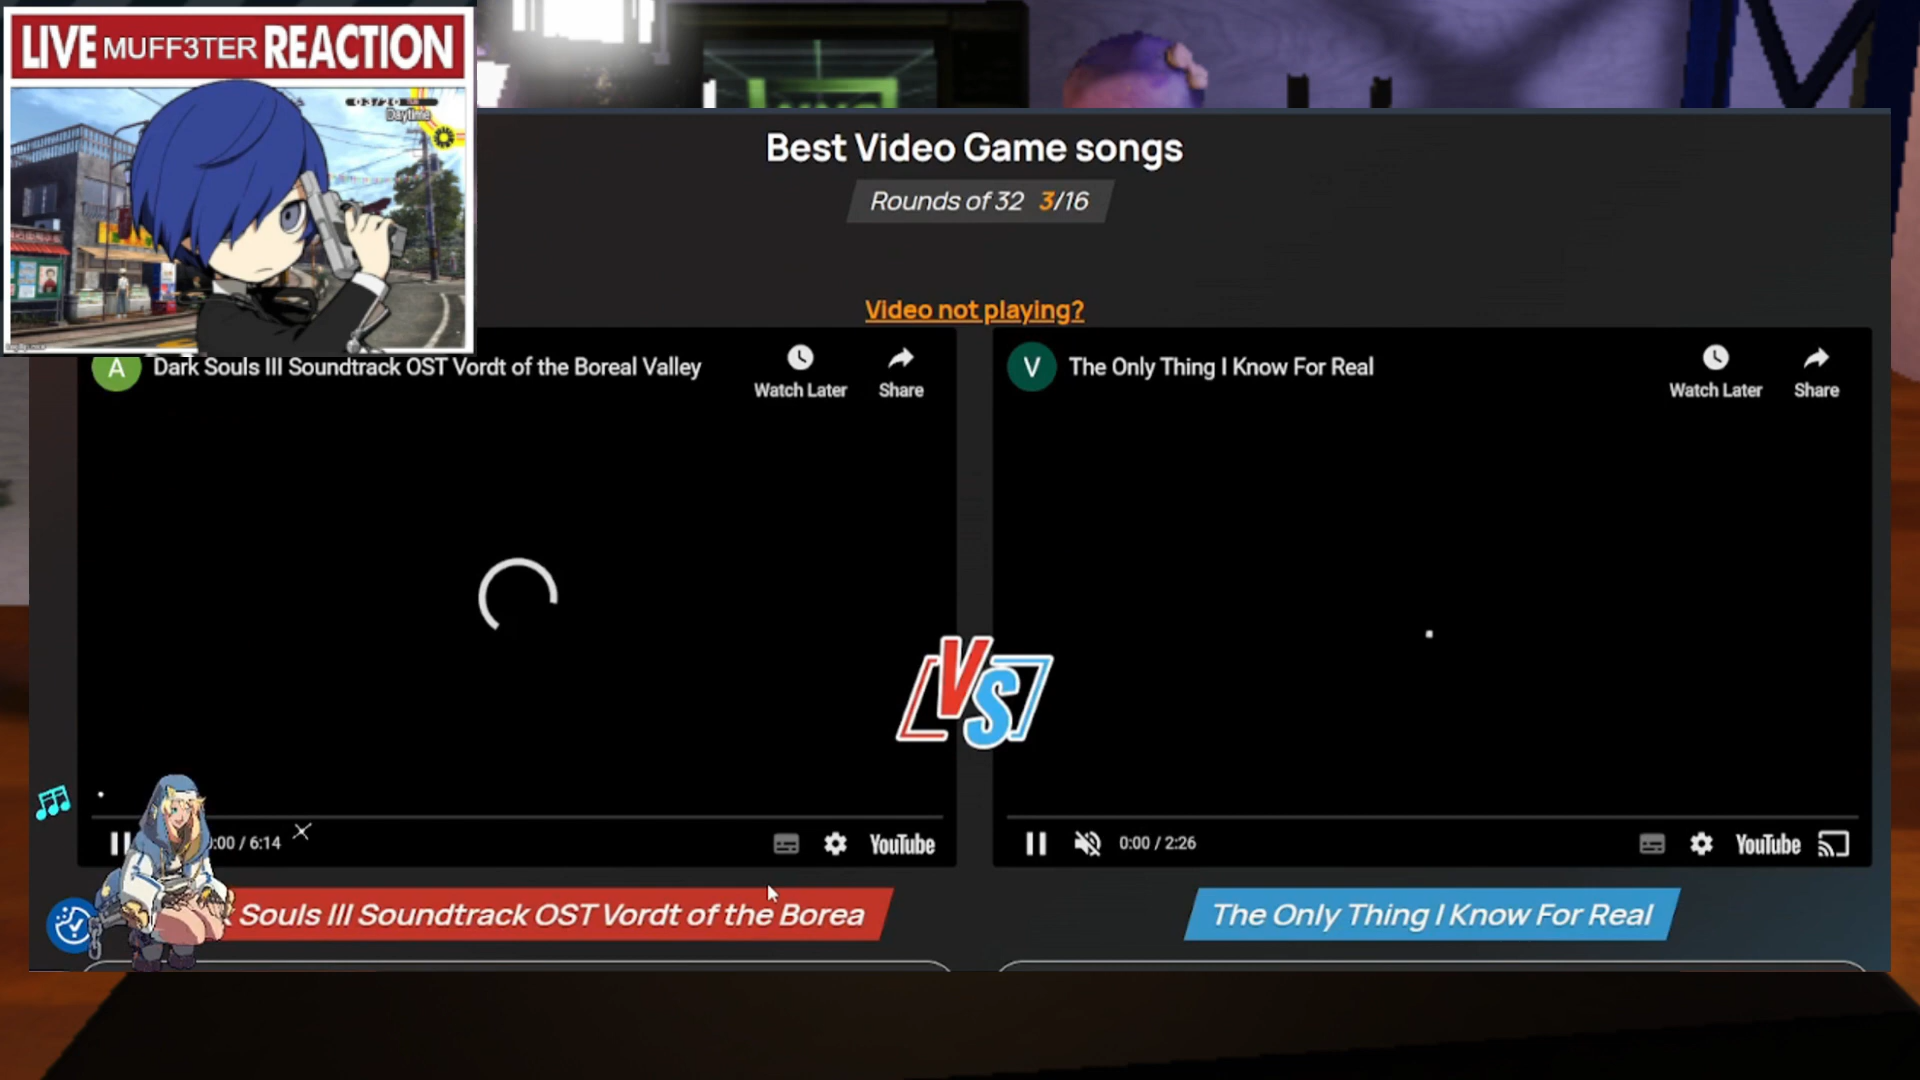 LIVE MUFF3TER REACTION
03/20
Daytime
Best Video Game songs
Rounds of 32 3/16
Video not playing?
A
Dark Souls III Soundtrack OST Vordt of the Boreal Valley
Watch Later
Share
V
The Only Thing I Know For Real
Watch Later
Share
VS
:00 / 6:14
YouTube
0:00 / 2:26
YouTube
Souls III Soundtrack OST Vordt of the Borea
The Only Thing I Know For Real